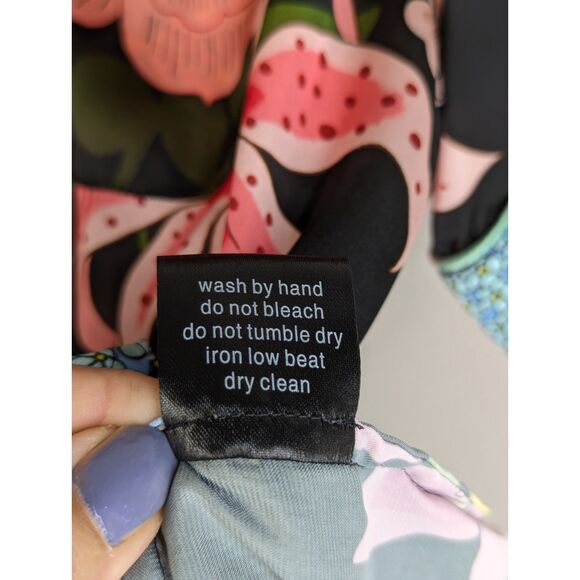 wash by hand
do not bleach
do not tumble dry
iron low beat
dry clean